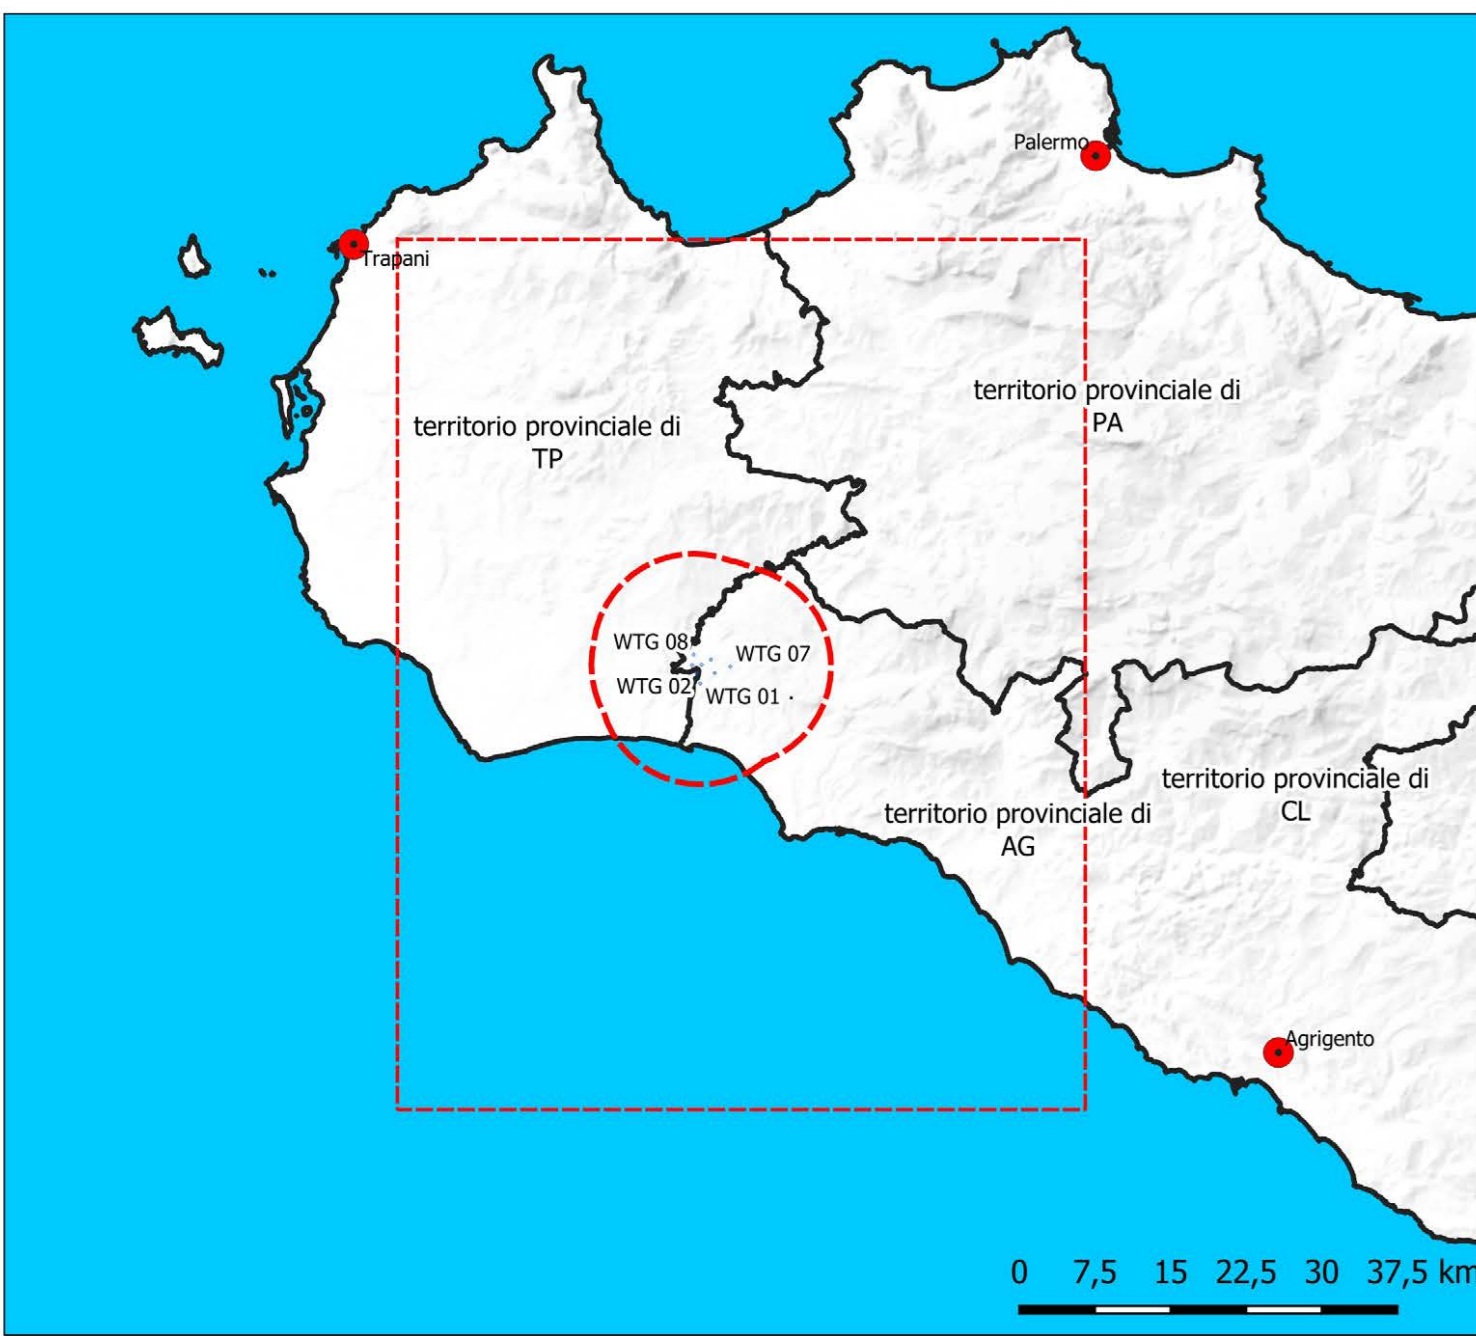 Palermo
Trapani
territorio provinciale di
PA
territorio provinciale di
TP
WTG 08
WTG 07
WTG 02
WTG 01
territorio provinciale di
CL
territorio provinciale di
AG
Agrigento
0 7,5 15 22,5 30 37,5 km